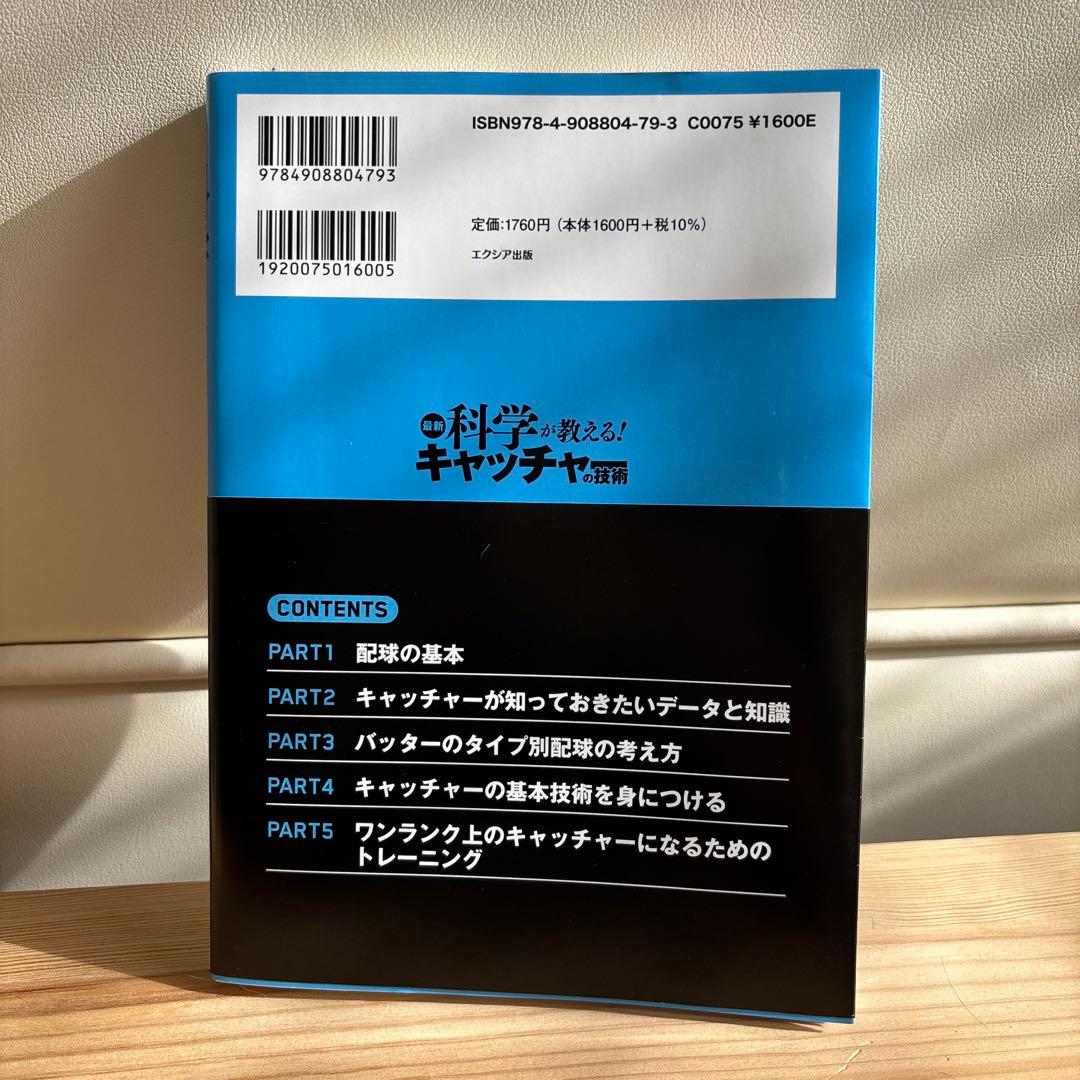 ISBN978-4-908804-79-3 C0075 ¥1600E
9784908804793
定価:1760円 (本体1600円+税10%)
エクシア出版
1920075016005
最新 科学が教える!
キャッチャーの技術
CONTENTS
PART1 配球の基本
PART2 キャッチャーが知っておきたいデータと知識
PART3 バッターのタイプ別配球の考え方
PART4 キャッチャーの基本技術を身につける
PART5 ワンランク上のキャッチャーになるための
トレーニング